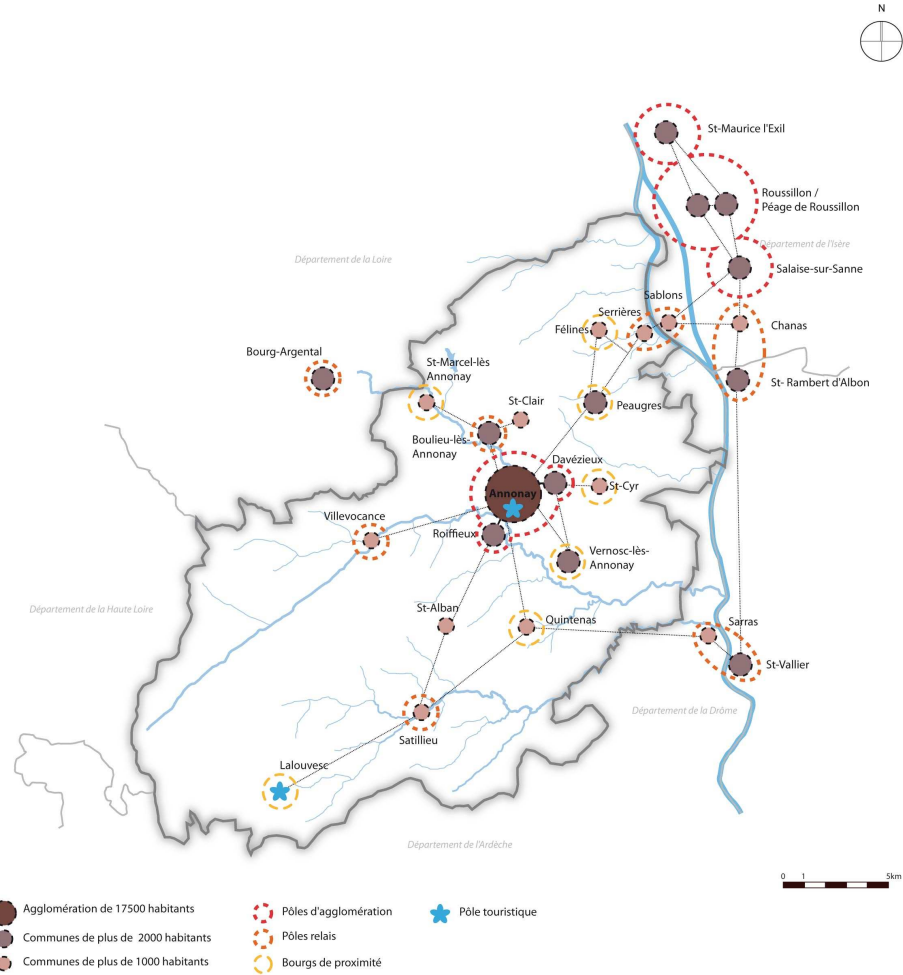 N
St-Maurice l'Exil
Roussillon /
Péage de Roussillon
Département de l'Isère
Département de la Loire
Salaise-sur-Sanne
Sablons
Serrières
Chanas
Félines
Bourg-Argental
St-Marcel-lès
Annonay
St- Rambert d'Albon
St-Clair
Peaugres
Boulieu-lès-
Annonay
Davézieux
Annonay
St-Cyr
Villevocance
Roiffieux
Vernosc-lès-
Annonay
Département de la Haute Loire
St-Alban
Quintenas
Sarras
St-Vallier
Département de la Drôme
Satillieu
Lalouvesc
Département de l'Ardèche
0 1 5km
Agglomération de 17500 habitants
Communes de plus de 2000 habitants
Communes de plus de 1000 habitants
Pôles d'agglomération
Pôles relais
Bourgs de proximité
Pôle touristique